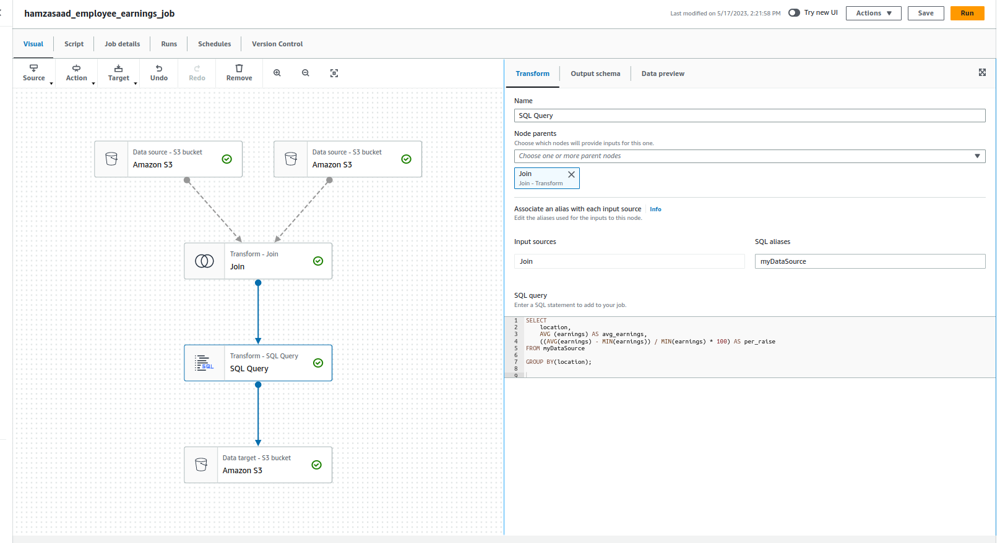 hamzasaad_employee_earnings_job
Last modified on 5/17/2023, 2:21:58 PM
Try new UI
Actions
Save
Run
Visual
Script
Job details
Runs
Schedules
Version Control
Source
Action
Target
Undo
Redo
Remove
Data source - S3 bucket
Amazon S3
Data source - S3 bucket
Amazon S3
Transform - Join
Join
SQL
Transform - SQL Query
SQL Query
Data target - S3 bucket
Amazon S3
Transform
Output schema
Data preview
Name
SQL Query
Node parents
Choose which nodes will provide inputs for this one.
Choose one or more parent nodes
Join
Join - Transform
Associate an alias with each input source
Info
Edit the aliases used for the inputs to this node.
Input sources
SQL aliases
Join
myDataSource
SQL query
Enter a SQL statement to add to your job.
1 SELECT
2 location,
3 AVG (earnings) AS avg_earnings,
4 ((AVG(earnings) - MIN(earnings)) / MIN(earnings) * 100) AS per_raise
5 FROM myDataSource
6
7 GROUP BY(location);
8
9